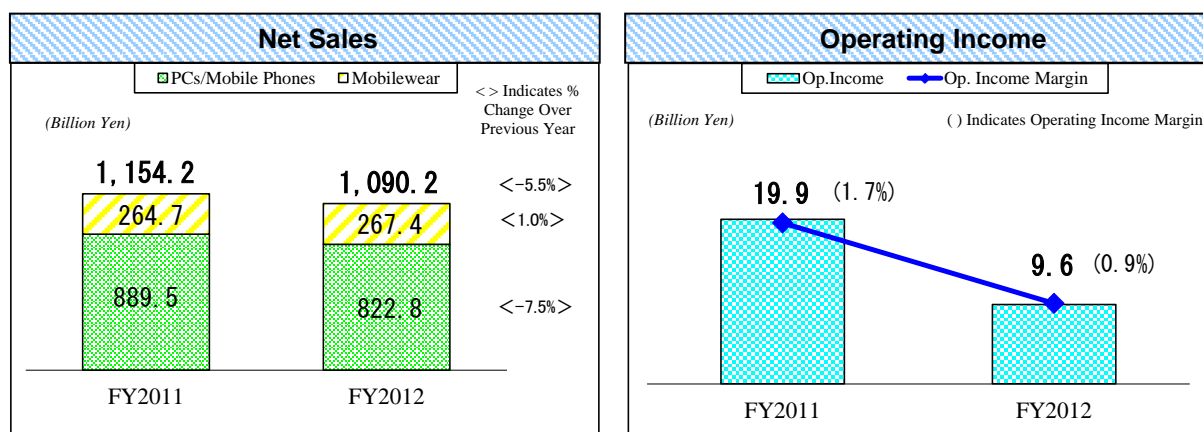 Net Sales
PCs/Mobile Phones Mobilewear
< > Indicates %
Change Over
Previous Year
(Billion Yen)
1,154.2
1,090.2
<-5.5%>
264.7
267.4
<1.0%>
889.5
822.8
<-7.5%>
FY2011
FY2012
Operating Income
Op.Income Op. Income Margin
(Billion Yen)
( ) Indicates Operating Income Margin
19.9 (1.7%)
9.6 (0.9%)
FY2011
FY2012